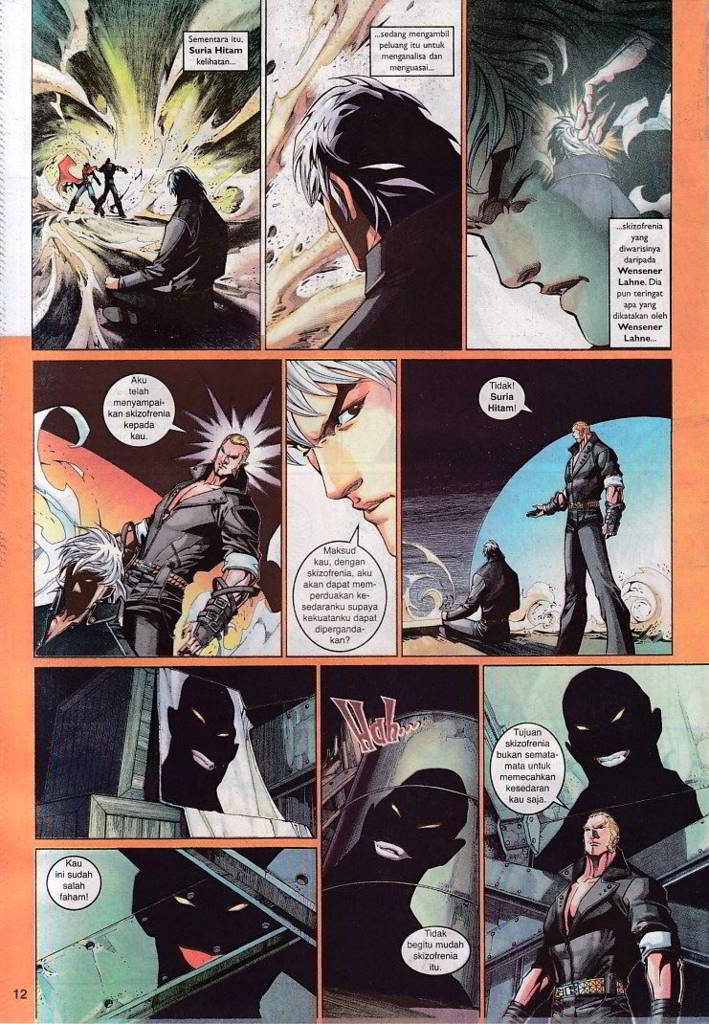 Sementara itu,
Suria Hitam
kelihatan...
...sedang mengambil
peluang itu untuk
menganalisa dan
menguasai...
...skizofrenia
yang
diwarisinya
daripada
Wensener
Lahne. Dia
pun teringat
apa yang
dikatakan oleh
Wensener
Lahne...
Aku
telah
menyampai-
kan skizofrenia
kepada
kau.
Maksud
kau, dengan
skizofrenia, aku
akan dapat mem-
perduakan ke-
sedaranku supaya
kekuatanku dapat
diperganda-
kan?
Tidak!
Suria
Hitam!
Kau
ini sudah
salah
faham!
Hah...
Tidak
begitu mudah
skizofrenia
itu.
Tujuan
skizofrenia
bukan semata-
mata untuk
memecahkan
kesedaran
kau saja.
12